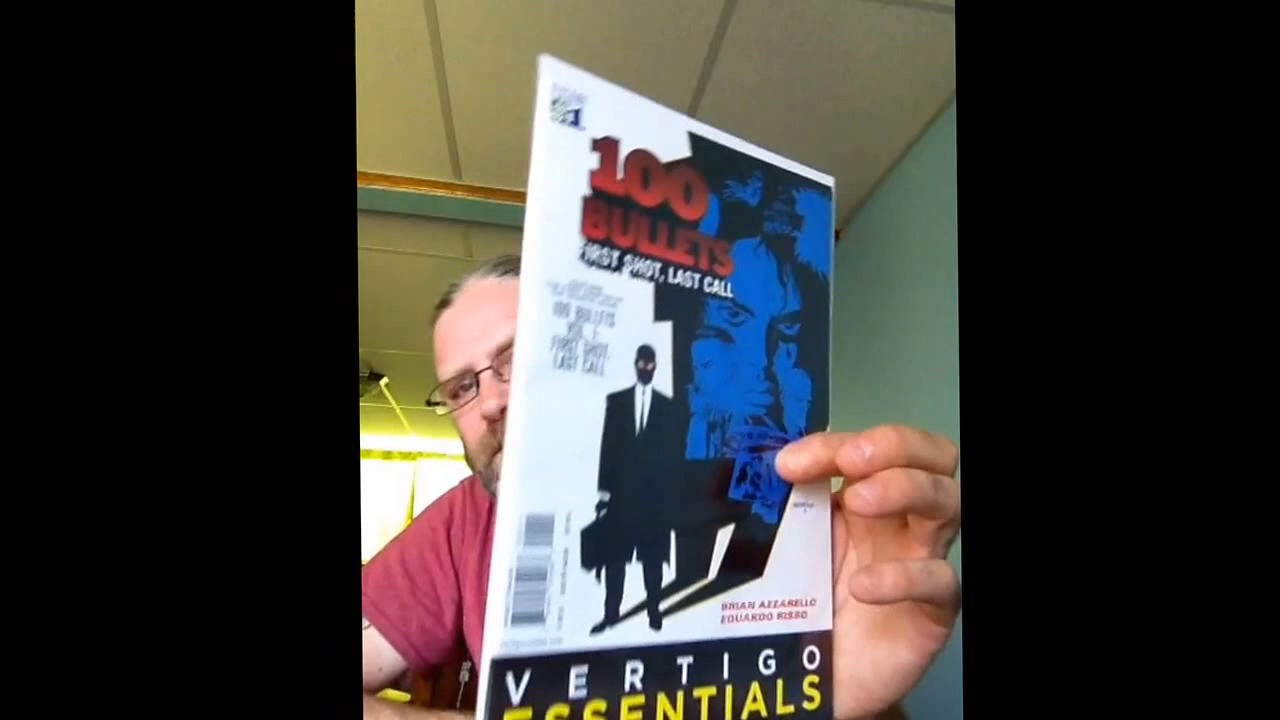 100
BULLETS
FIRST SHOT, LAST CALL
100 BULLETS
VOL. 1:
FIRST SHOT,
LAST CALL
BRIAN AZZARELLO
EDUARDO RISSO
VERTIGO
ESSENTIALS